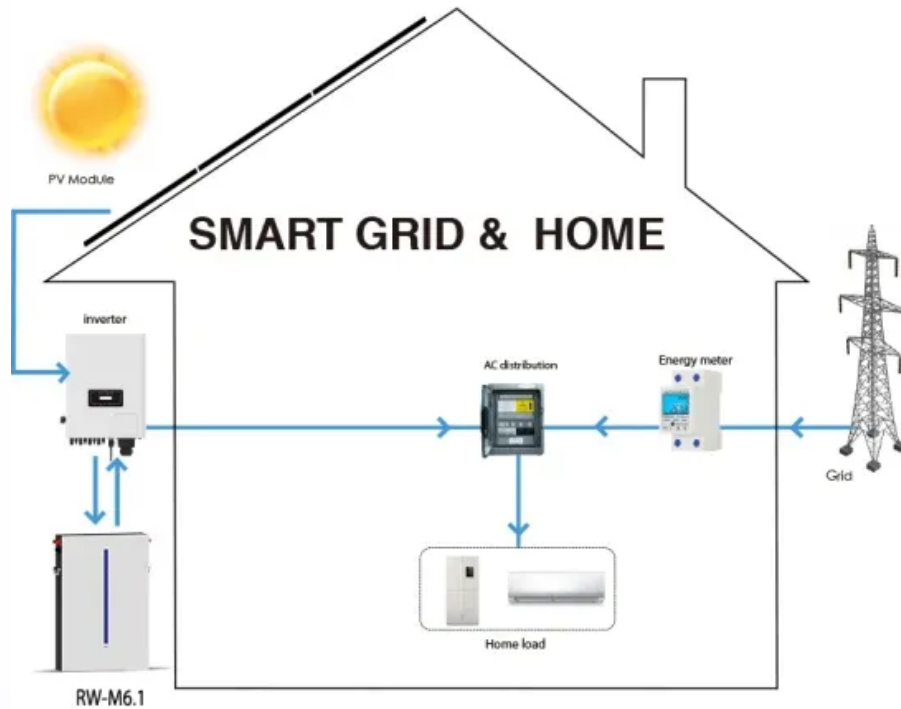 PV Module
SMART GRID & HOME
inverter
AC distribution
Energy meter
Grid
Home load
RW-M6.1